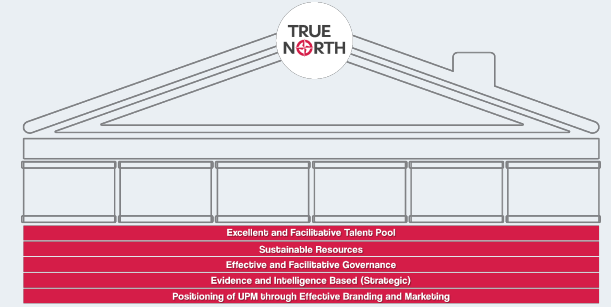 TRUE
NORTH
Excellent and Facilitative Talent Pool
Sustainable Resources
Effective and Facilitative Governance
Evidence and Intelligence Based (Strategic)
Positioning of UPM through Effective Branding and Marketing